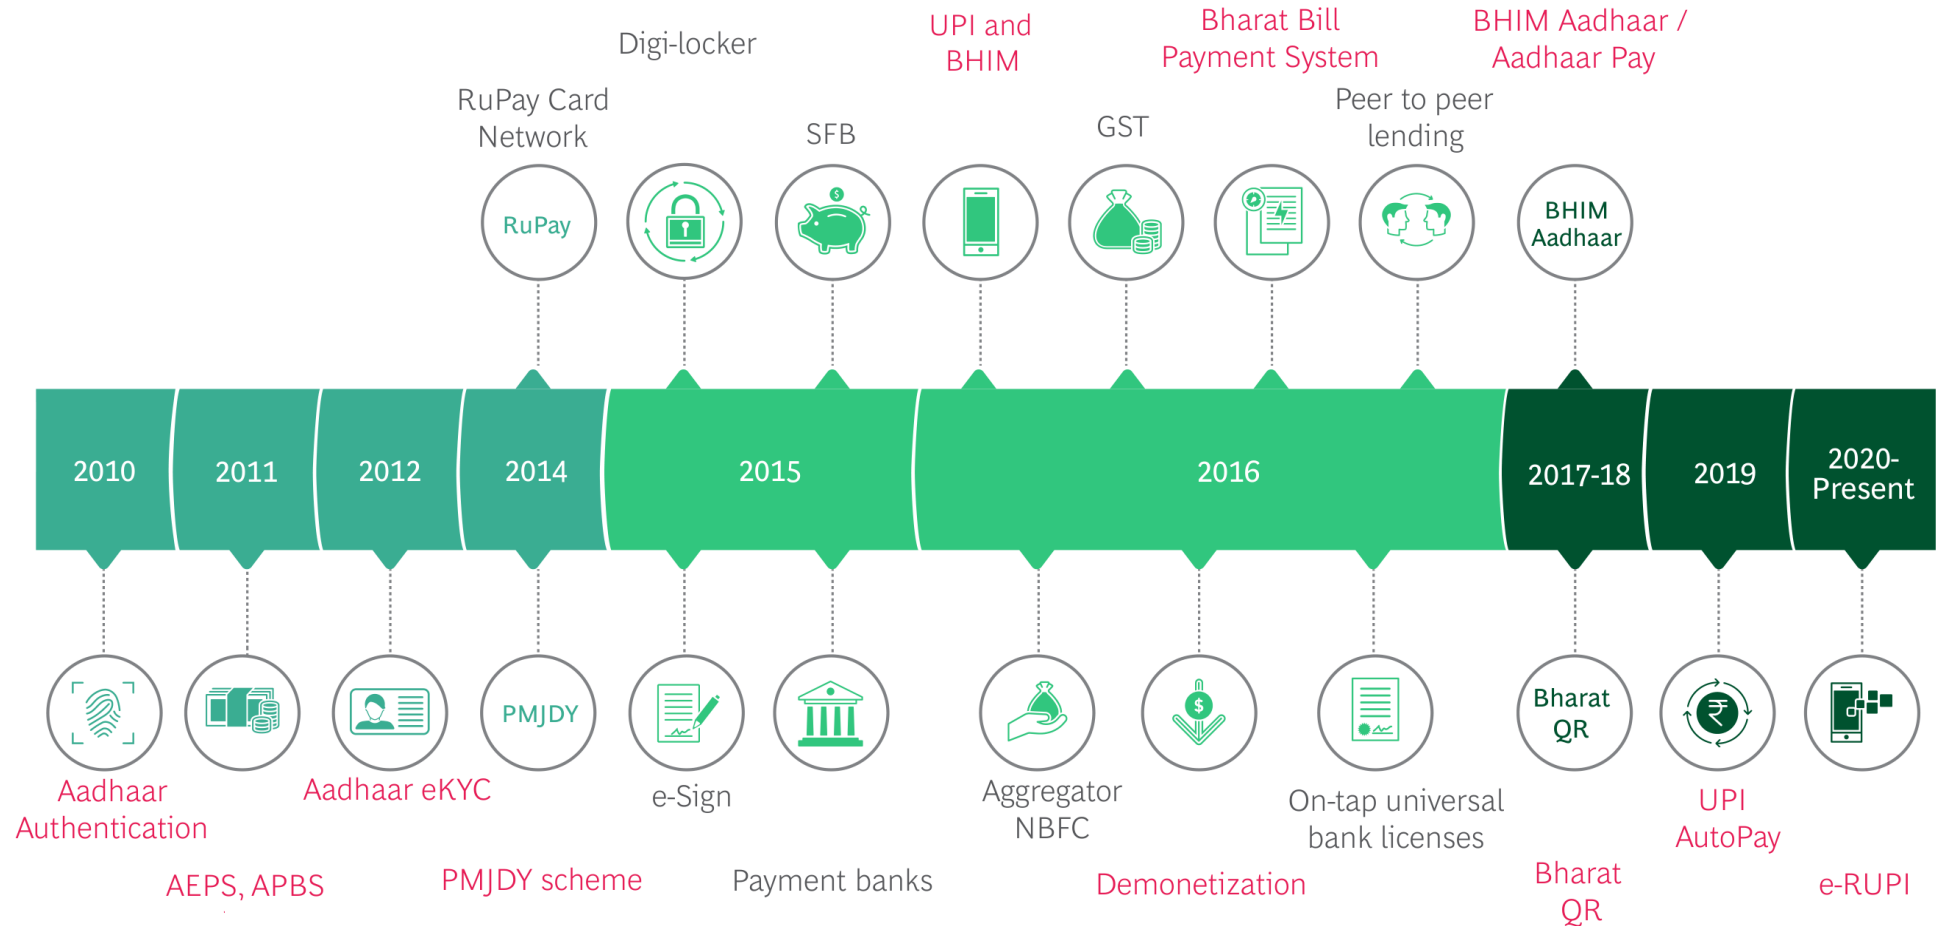 Digi-locker
UPI and
BHIM
Bharat Bill
Payment System
BHIM Aadhaar /
Aadhaar Pay
RuPay Card
Network
SFB
GST
Peer to peer
lending
RuPay
$
BHIM
Aadhaar
2010
2011
2012
2014
2015
2016
2017-18
2019
2020-
Present
PMJDY
$
Bharat
QR
₹
Aadhaar
Authentication
AEPS, APBS
Aadhaar eKYC
PMJDY scheme
e-Sign
Payment banks
Aggregator
NBFC
Demonetization
On-tap universal
bank licenses
Bharat
QR
UPI
AutoPay
e-RUPI